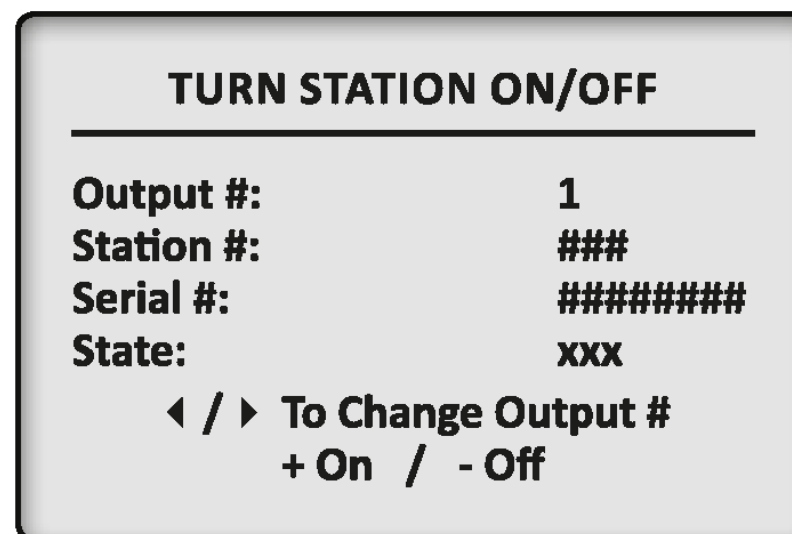 TURN STATION ON/OFF
Output #: 1
Station #: ###
Serial #: ########
State: xxx
◀ / ▶ To Change Output #
+ On / - Off